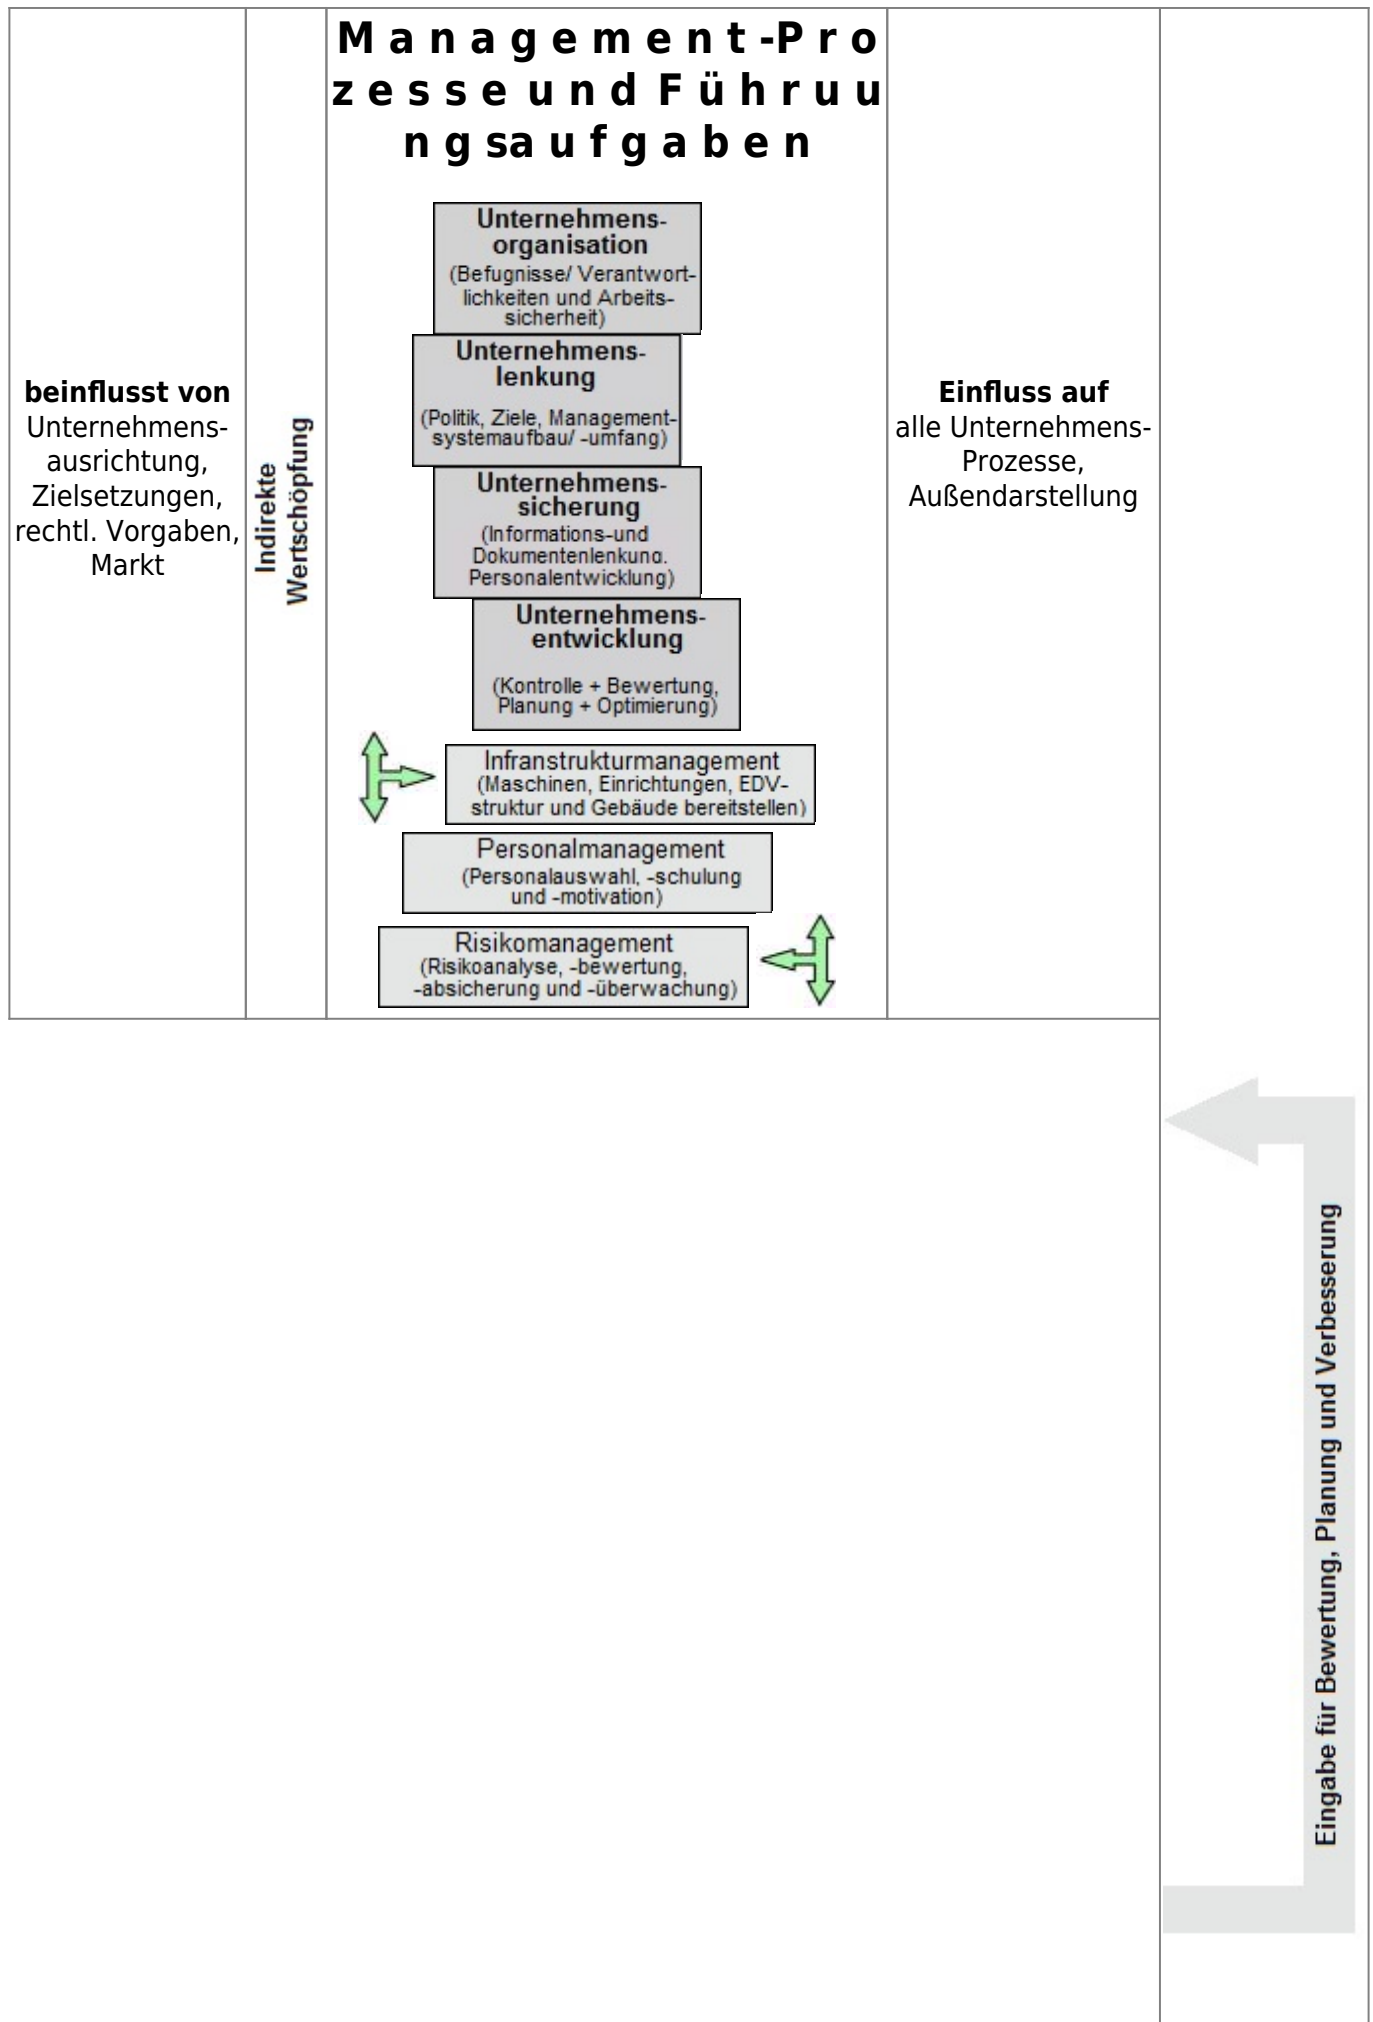 M a n a g e m e n t -P r o
z e s s e u n d F ü h r u u
n g sa u f g a b e n
beinflusst von
Unternehmens-
ausrichtung,
Zielsetzungen,
rechtl. Vorgaben,
Markt
Indirekte
Wertschöpfung
Unternehmens-
organisation
(Befugnisse/ Verantwort-
lichkeiten und Arbeits-
sicherheit)
Unternehmens-
lenkung
(Politik, Ziele, Management-
systemaufbau/ -umfang)
Unternehmens-
sicherung
(Informations-und
Dokumentenlenkung.
Personalentwicklung)
Unternehmens-
entwicklung
(Kontrolle + Bewertung,
Planung + Optimierung)
Infranstrukturmanagement
(Maschinen, Einrichtungen, EDV-
struktur und Gebäude bereitstellen)
Personalmanagement
(Personalauswahl, -schulung
und -motivation)
Risikomanagement
(Risikoanalyse, -bewertung,
-absicherung und -überwachung)
Einfluss auf
alle Unternehmens-
Prozesse,
Außendarstellung
Eingabe für Bewertung, Planung und Verbesserung